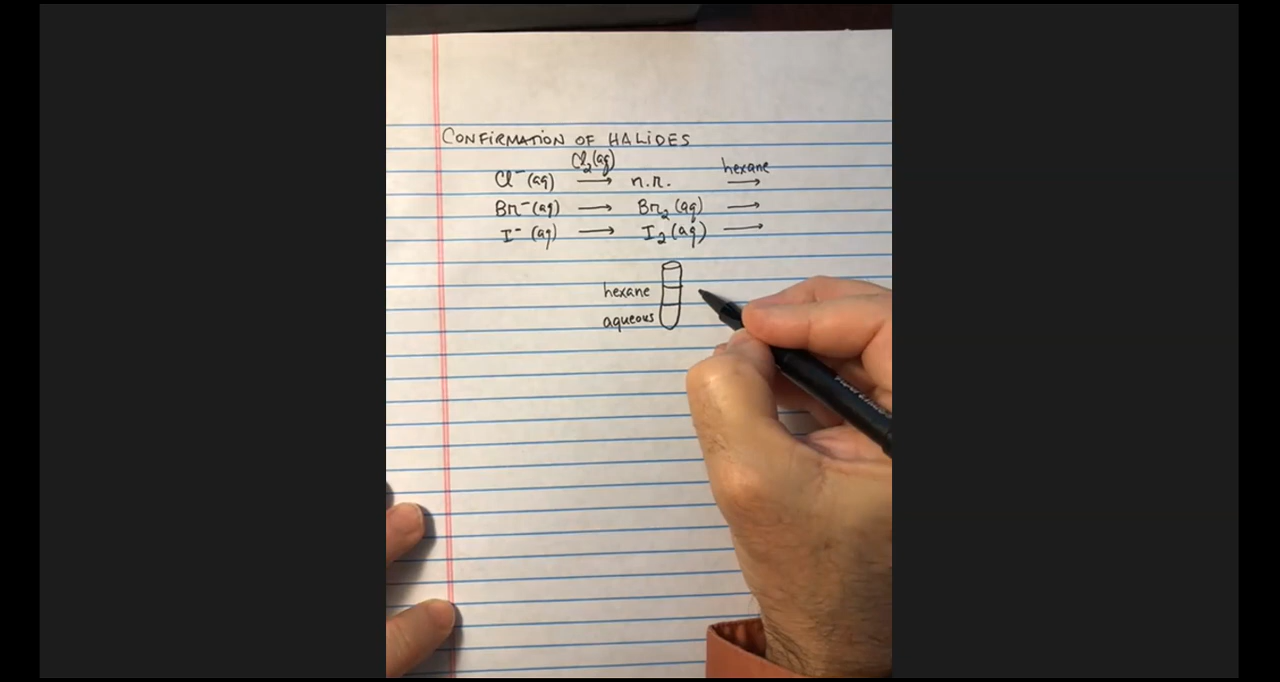 CONFIRMATION OF HALIDES
Cl₂(aq)
Cl⁻(aq) → n.r. hexane →
Br⁻(aq) → Br₂(aq) →
I⁻(aq) → I₂(aq) →
hexane
aqueous